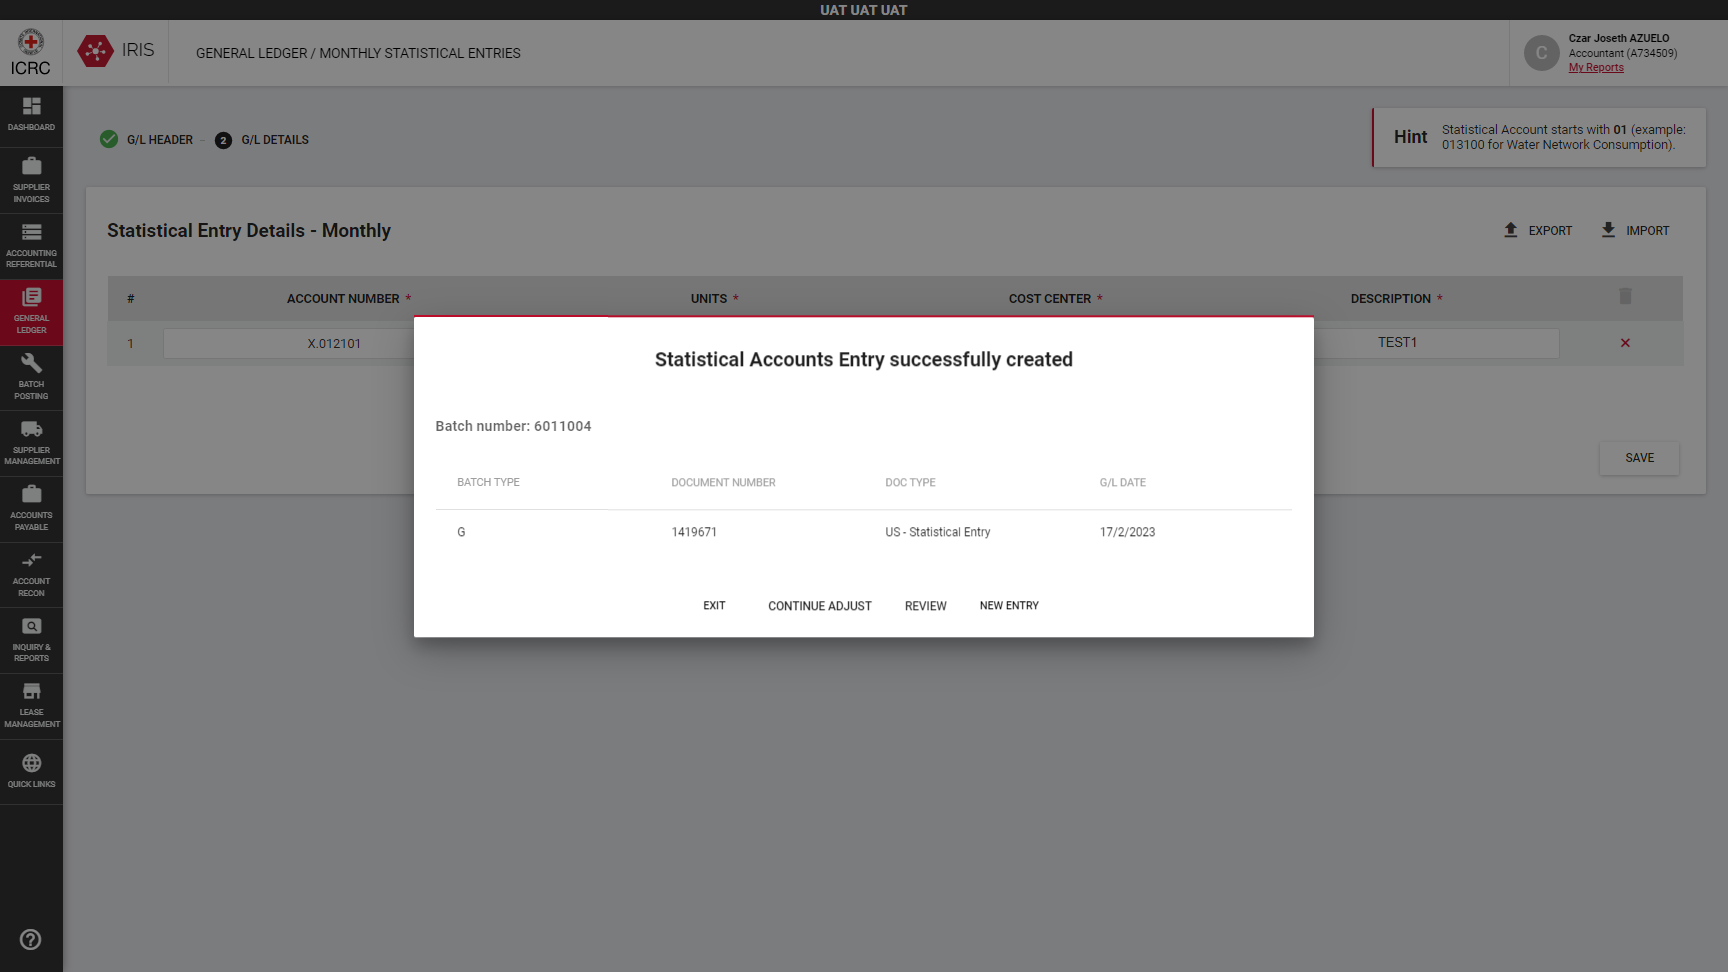 UAT UAT UAT
ICRC
IRIS
GENERAL LEDGER / MONTHLY STATISTICAL ENTRIES
C
Czar Joseth AZUELO
Accountant (A734509)
My Reports
DASHBOARD
SUPPLIER
INVOICES
ACCOUNTING
REFERENTIAL
GENERAL
LEDGER
BATCH
POSTING
SUPPLIER
MANAGEMENT
ACCOUNTS
PAYABLE
ACCOUNT
RECON
INQUIRY &
REPORTS
LEASE
MANAGEMENT
QUICK LINKS
G/L HEADER
2 G/L DETAILS
Hint
Statistical Account starts with 01 (example:
013100 for Water Network Consumption).
Statistical Entry Details - Monthly
EXPORT IMPORT
# ACCOUNT NUMBER * UNITS * COST CENTER * DESCRIPTION *
1 X.012101 TEST1
SAVE
Statistical Accounts Entry successfully created
Batch number: 6011004
BATCH TYPE DOCUMENT NUMBER DOC TYPE G/L DATE
G 1419671 US - Statistical Entry 17/2/2023
EXIT CONTINUE ADJUST REVIEW NEW ENTRY